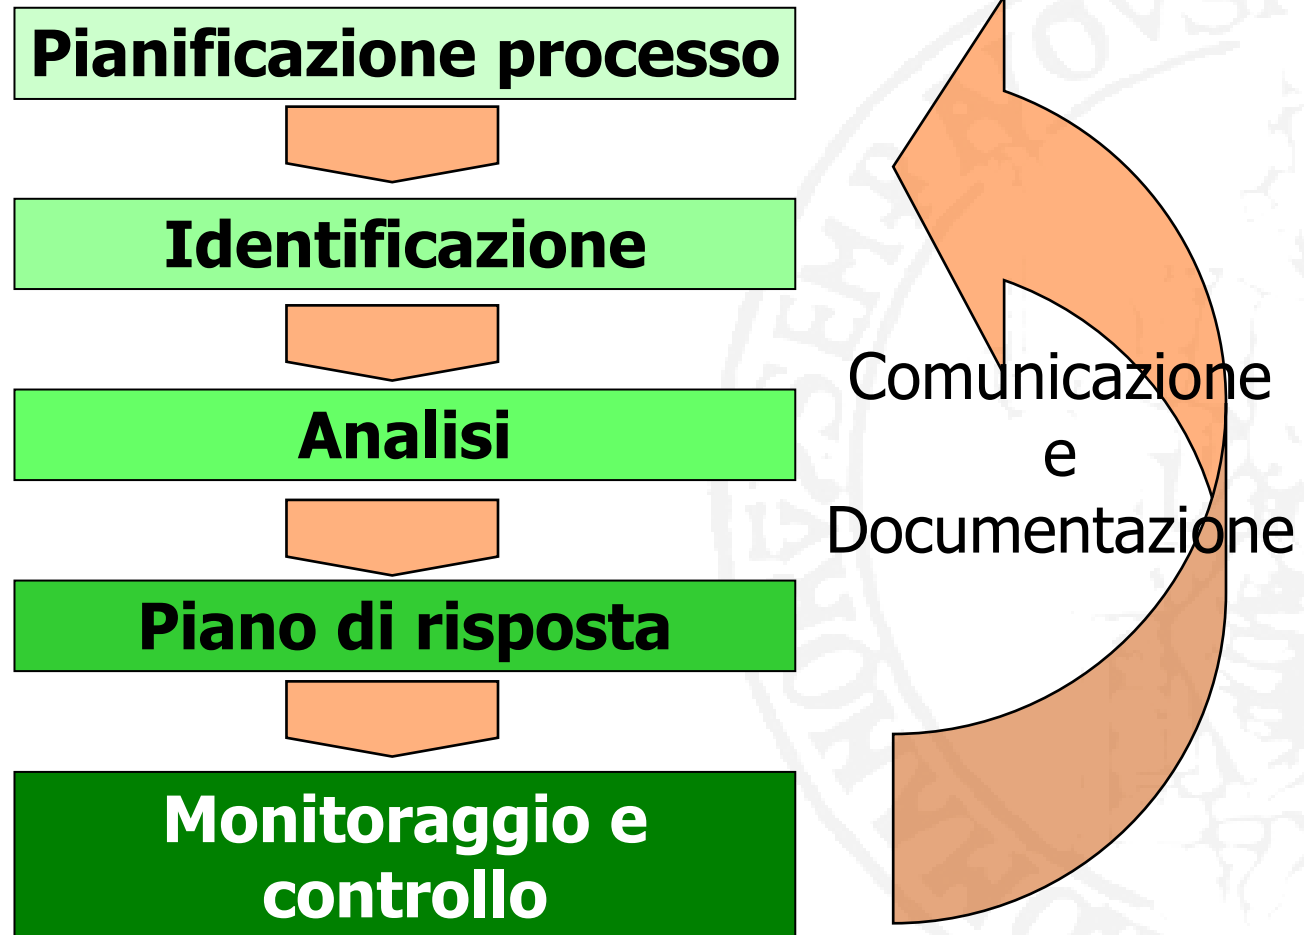 Pianificazione processo
Identificazione
Analisi
Piano di risposta
Monitoraggio e
controllo
Comunicazione
e
Documentazione